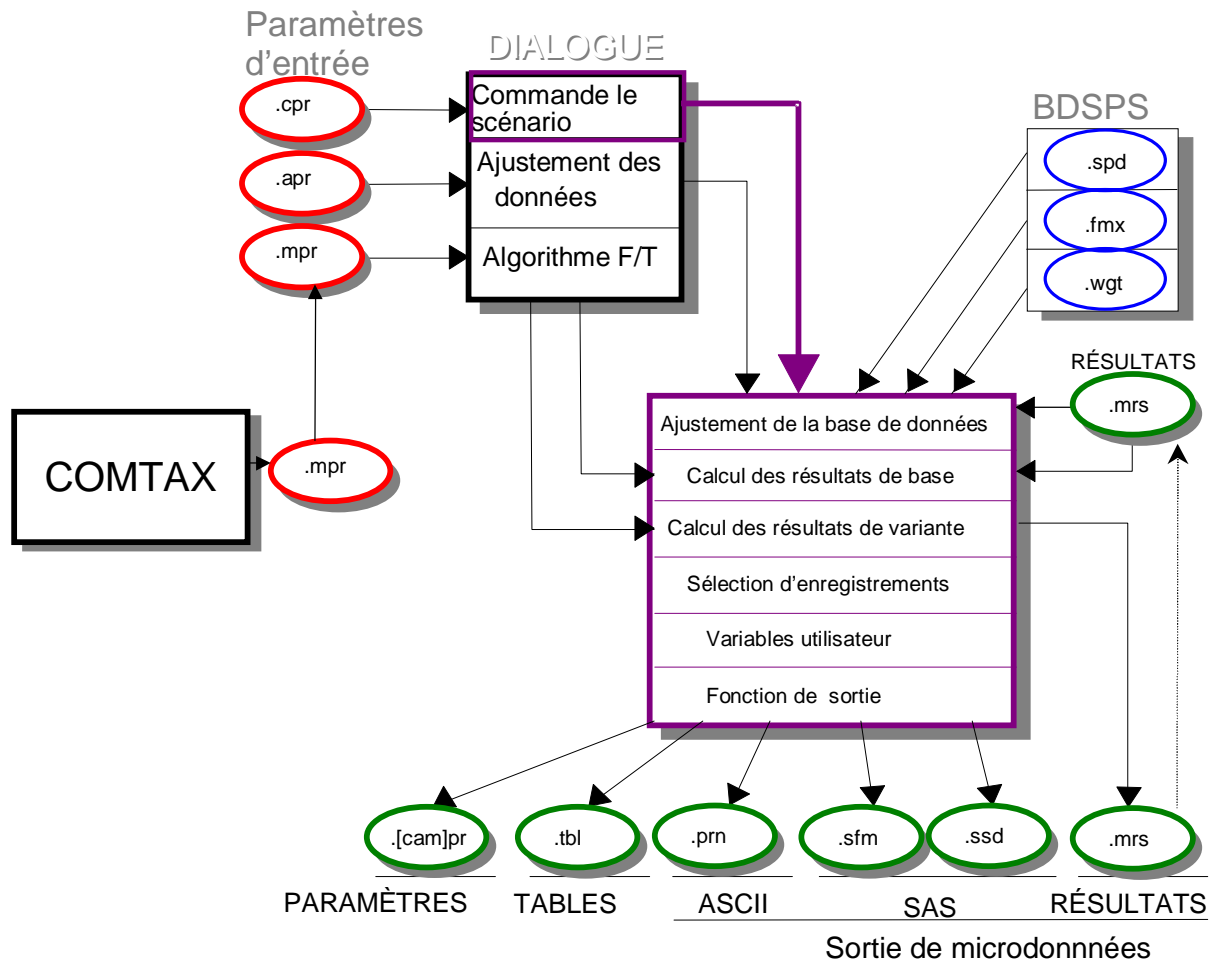 Paramètres
d'entrée
DIALOGUE
.cpr
Commande le
scénario
BDSPS
.apr
Ajustement des
données
.spd
.mpr
Algorithme F/T
.fmx
.wgt
RÉSULTATS
.mrs
COMTAX
.mpr
Ajustement de la base de données
Calcul des résultats de base
Calcul des résultats de variante
Sélection d'enregistrements
Variables utilisateur
Fonction de sortie
.[cam]pr
.tbl
.prn
.sfm
.ssd
.mrs
PARAMÈTRES
TABLES
ASCII
SAS
RÉSULTATS
Sortie de microdonnnées